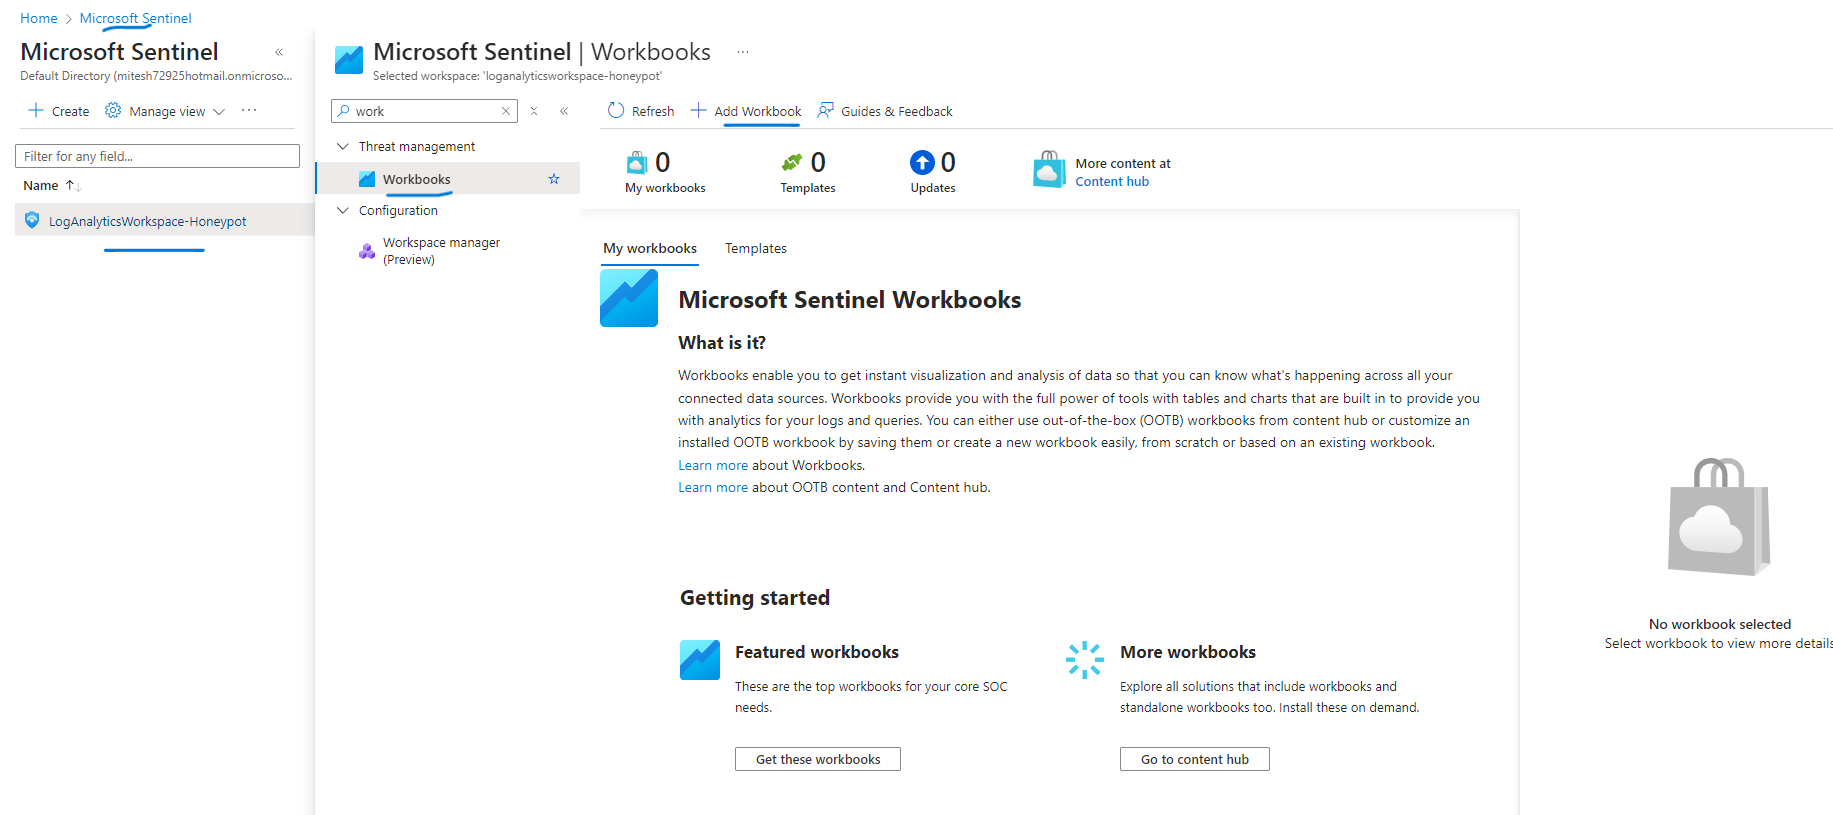 Home > Microsoft Sentinel
Microsoft Sentinel «
Default Directory (mitesh72925hotmail.onmicroso...
+ Create Manage view ...
Filter for any field...
Name ↑↓
LogAnalyticsWorkspace-Honeypot
Microsoft Sentinel | Workbooks ...
Selected workspace: 'loganalyticsworkspace-honeypot'
work
«
Threat management
Workbooks
Configuration
Workspace manager
(Preview)
Refresh + Add Workbook Guides & Feedback
0
My workbooks
0
Templates
0
Updates
More content at
Content hub
My workbooks Templates
Microsoft Sentinel Workbooks
What is it?
Workbooks enable you to get instant visualization and analysis of data so that you can know what's happening across all your
connected data sources. Workbooks provide you with the full power of tools with tables and charts that are built in to provide you
with analytics for your logs and queries. You can either use out-of-the-box (OOTB) workbooks from content hub or customize an
installed OOTB workbook by saving them or create a new workbook easily, from scratch or based on an existing workbook.
Learn more about Workbooks.
Learn more about OOTB content and Content hub.
Getting started
Featured workbooks
These are the top workbooks for your core SOC
needs.
Get these workbooks
More workbooks
Explore all solutions that include workbooks and
standalone workbooks too. Install these on demand.
Go to content hub
No workbook selected
Select workbook to view more details